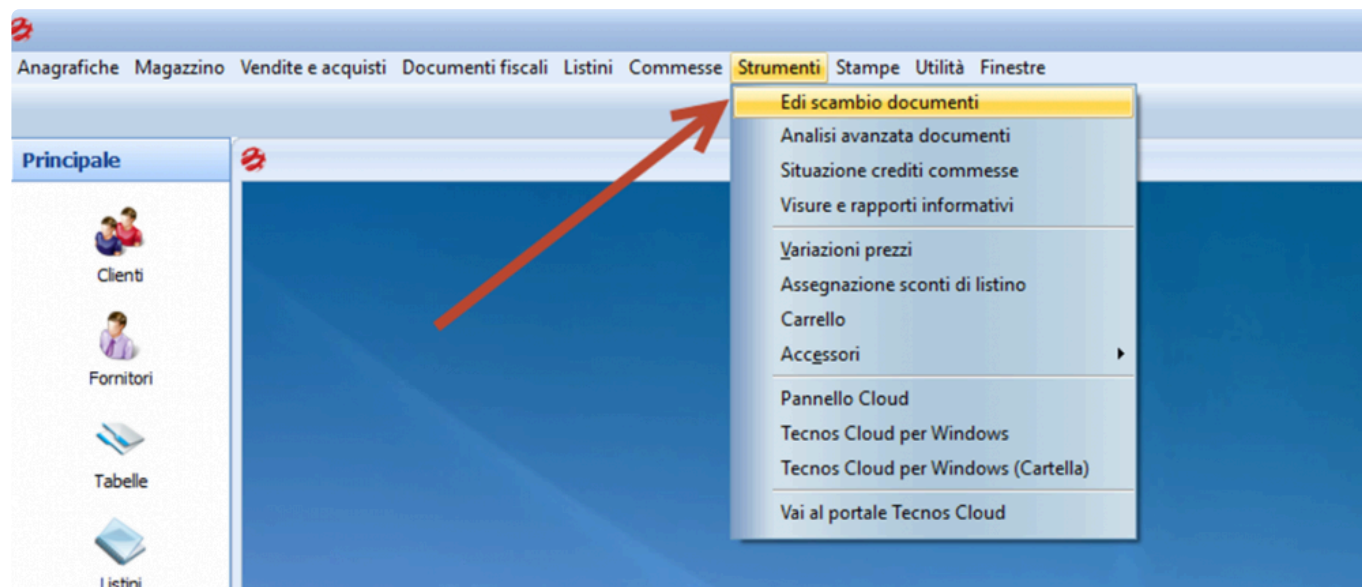 Anagrafiche Magazzino Vendite e acquisti Documenti fiscali Listini Commesse Strumenti Stampe Utilità Finestre
Principale
Clienti
Fornitori
Tabelle
Listini
Edi scambio documenti
Analisi avanzata documenti
Situazione crediti commesse
Visure e rapporti informativi
Variazioni prezzi
Assegnazione sconti di listino
Carrello
Accessori
Pannello Cloud
Tecnos Cloud per Windows
Tecnos Cloud per Windows (Cartella)
Vai al portale Tecnos Cloud